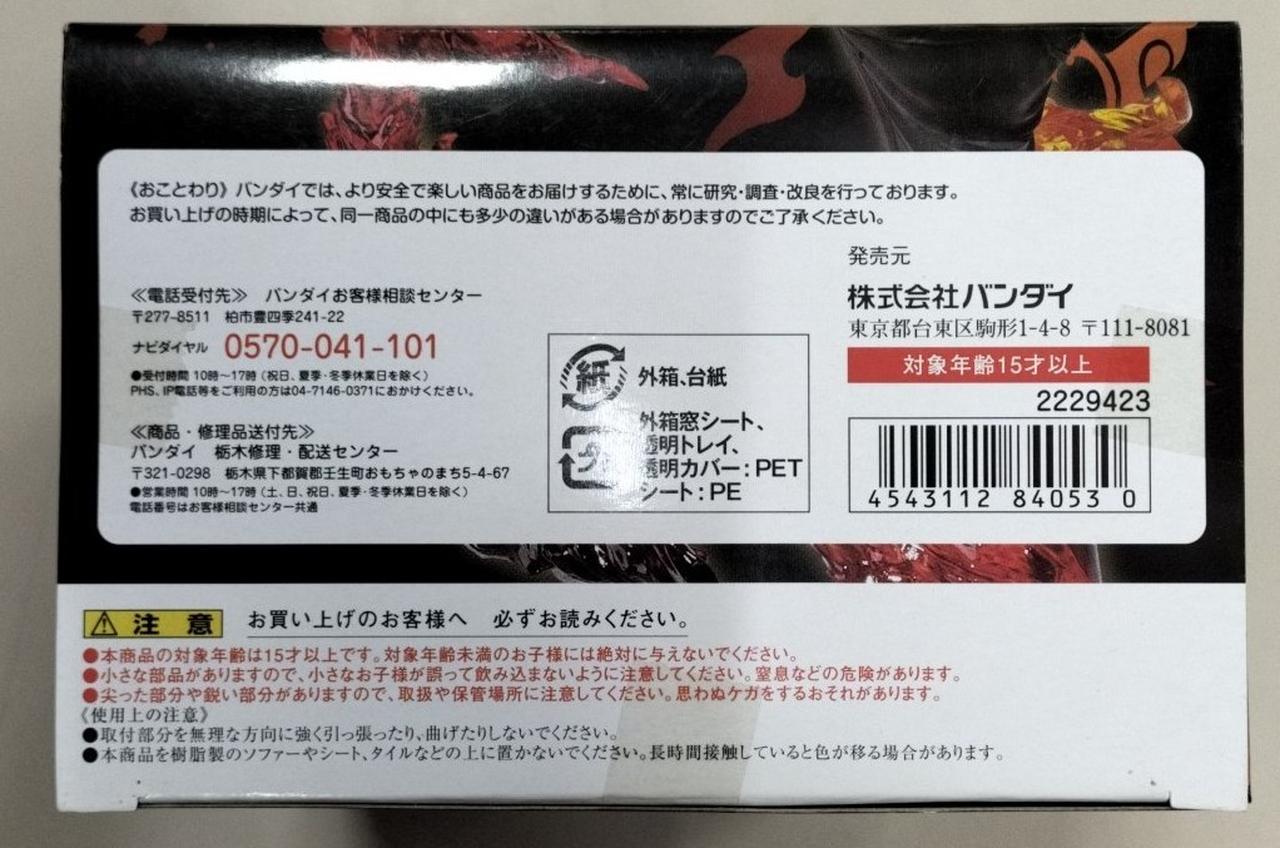 《おことわり》バンダイでは、より安全で楽しい商品をお届けするために、常に研究・調査・改良を行っております。
お買い上げの時期によって、同一商品の中にも多少の違いがある場合がありますのでご了承ください。
≪電話受付先≫ バンダイお客様相談センター
〒277-8511 柏市豊四季241-22
ナビダイヤル 0570-041-101
●受付時間 10時〜17時（祝日、夏季・冬季休業日を除く）
PHS、IP電話等をご利用の方は04-7146-0371におかけください。
≪商品・修理品送付先≫
バンダイ 栃木修理・配送センター
〒321-0298 栃木県下都賀郡壬生町おもちゃのまち5-4-67
●営業時間 10時〜17時（土、日、祝日、夏季・冬季休業日を除く）
電話番号はお客様相談センター共通
紙 外箱、台紙
プラ 外箱窓シート、
透明トレイ、
透明カバー：PET
シート：PE
発売元
株式会社バンダイ
東京都台東区駒形1-4-8 〒111-8081
対象年齢15才以上
2229423
4543112 84053 0
⚠注意 お買い上げのお客様へ 必ずお読みください。
●本商品の対象年齢は15才以上です。対象年齢未満のお子様には絶対に与えないでください。
●小さな部品がありますので、小さなお子様が誤って飲み込まないように注意してください。窒息などの危険があります。
●尖った部分や鋭い部分がありますので、取扱や保管場所に注意してください。思わぬケガをするおそれがあります。
《使用上の注意》
●取付部分を無理な方向に強く引っ張ったり、曲げたりしないでください。
●本商品を樹脂製のソファーやシート、タイルなどの上に置かないでください。長時間接触していると色が移る場合があります。